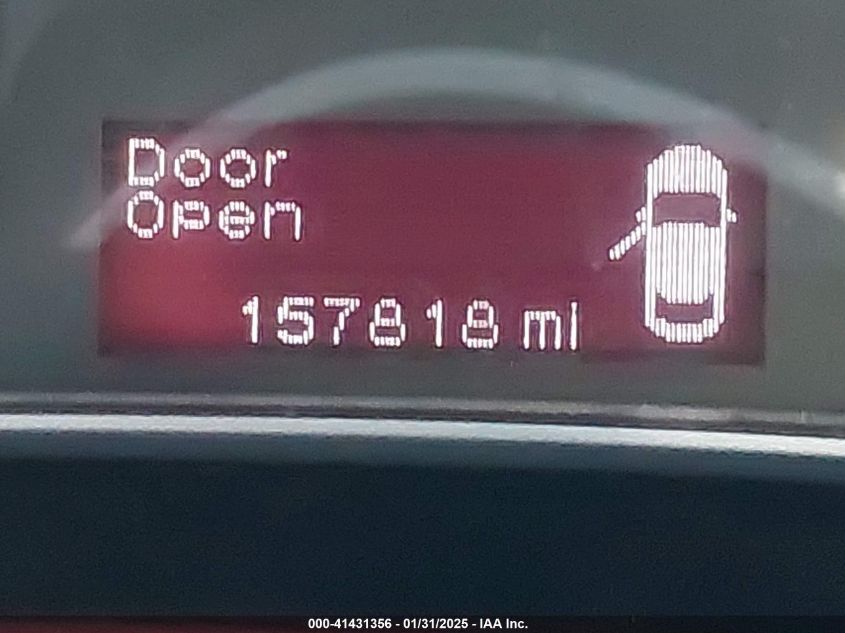 Door
Open
157818 mi
000-41431356 - 01/31/2025 - IAA Inc.